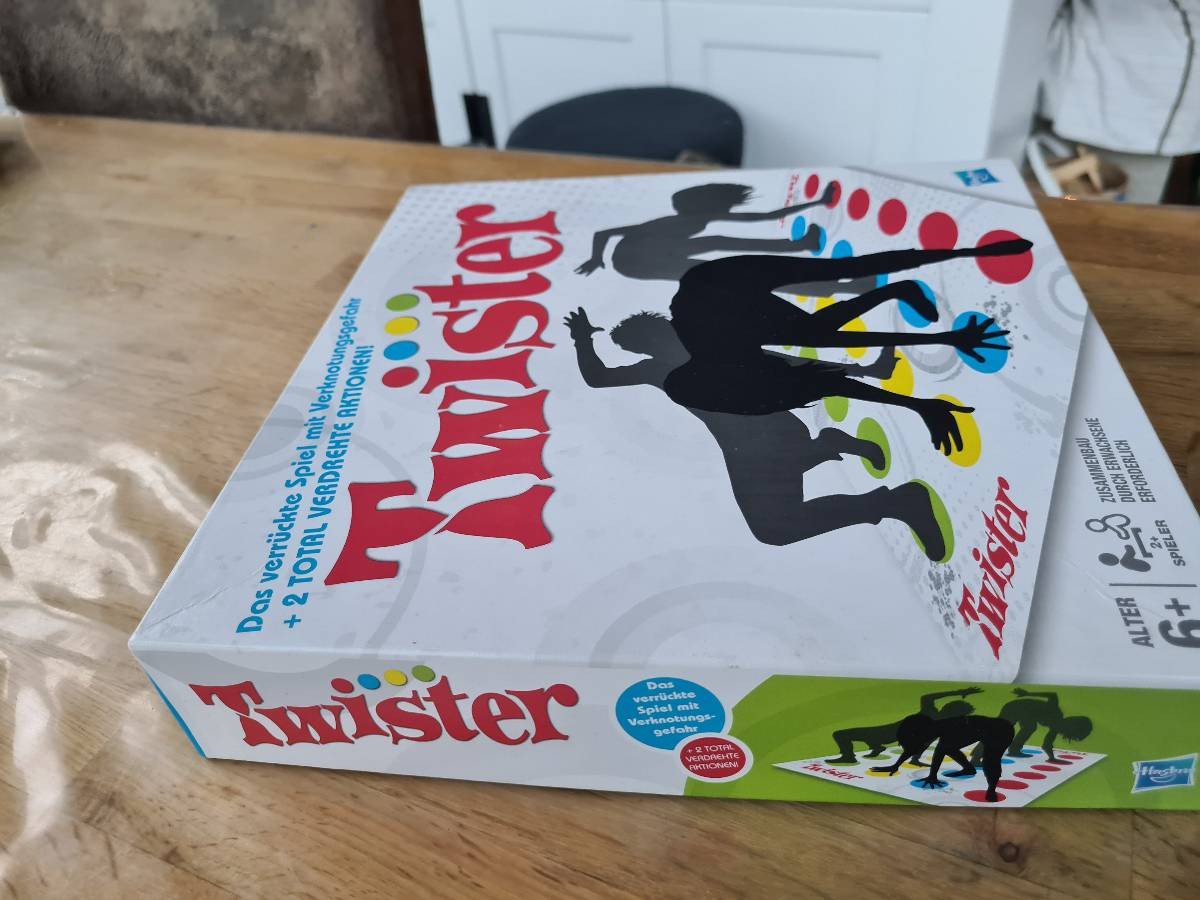 Das verrückte Spiel mit Verknotungsgefahr
+ 2 TOTAL VERDREHTE AKTIONEN!
Twister
Twister
ALTER
6+
2+
SPIELER
ZUSAMMENBAU
DURCH ERWACHSENE
ERFORDERLICH
Twister
Das
verrückte
Spiel mit
Verknotungs-
gefahr
+ 2 TOTAL
VERDREHTE
AKTIONEN!
Twister
Hasbro